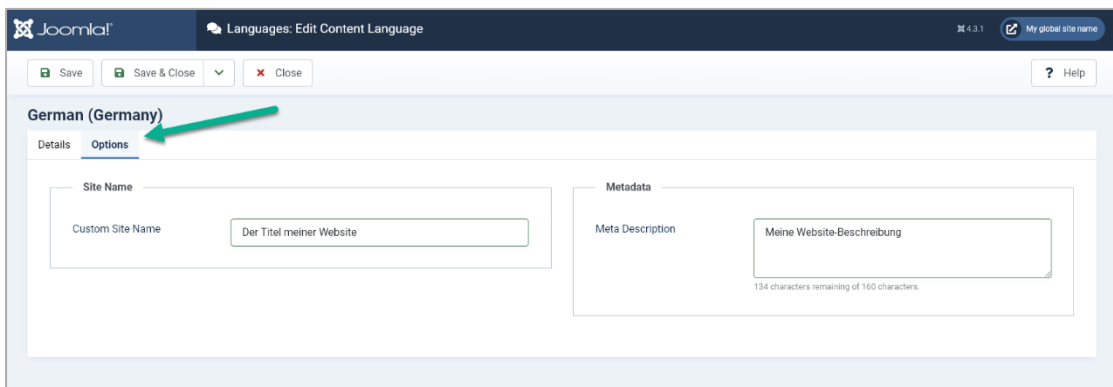 Joomla!
Languages: Edit Content Language
4.3.1
My global site name
Save
Save & Close
Close
? Help
German (Germany)
Details
Options
Site Name
Custom Site Name
Der Titel meiner Website
Metadata
Meta Description
Meine Website-Beschreibung
134 characters remaining of 160 characters.